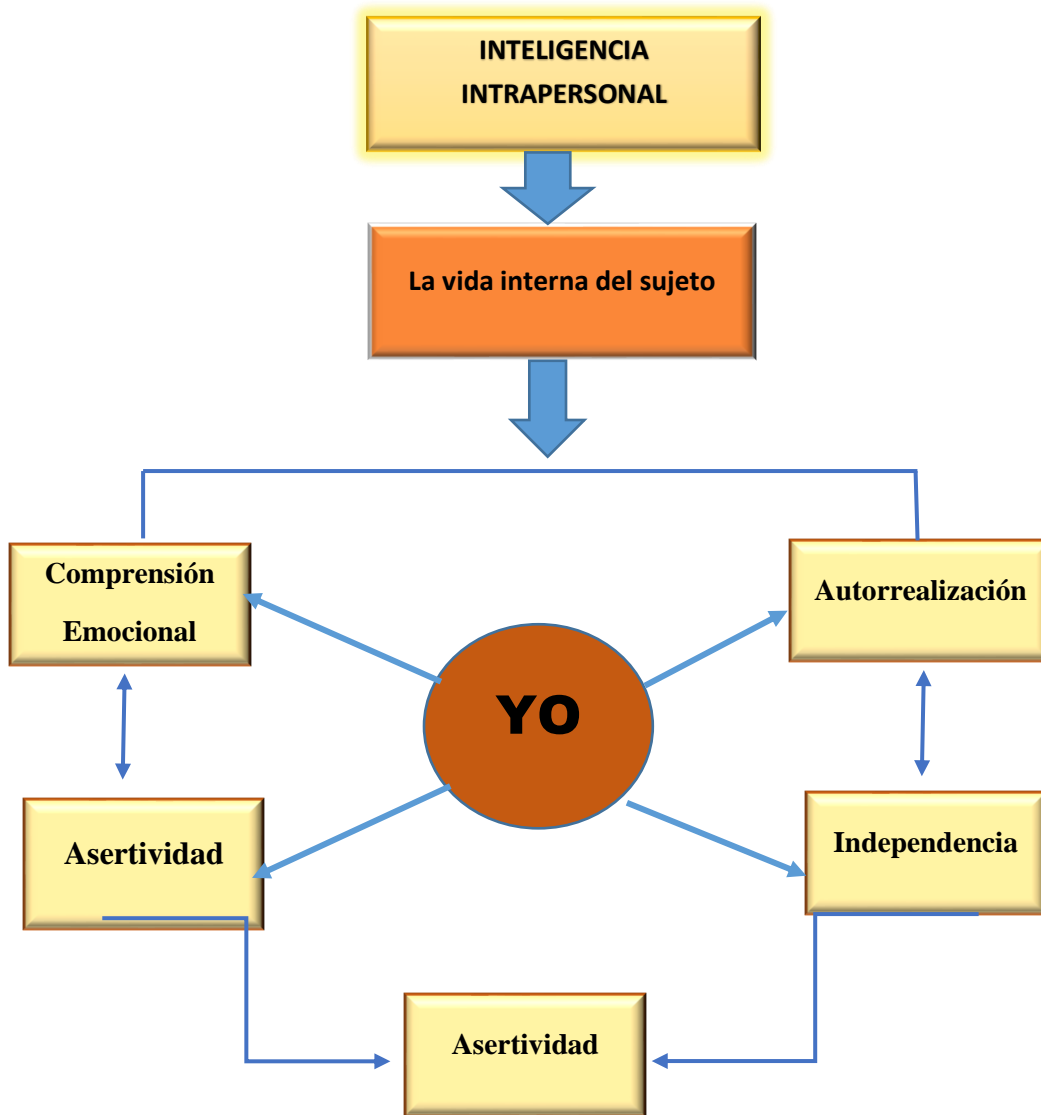 INTELIGENCIA
INTRAPERSONAL
La vida interna del sujeto
Comprensión
Emocional
Autorrealización
YO
Asertividad
Independencia
Asertividad